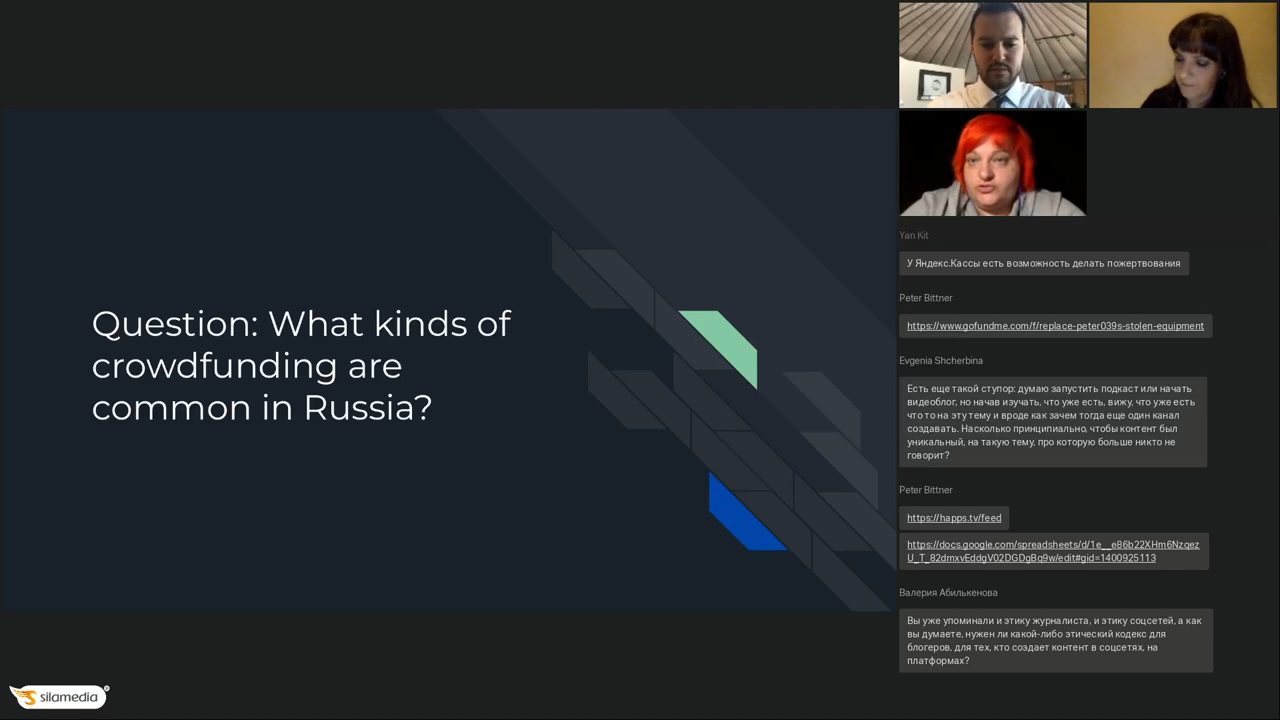 Question: What kinds of
crowdfunding are
common in Russia?
Yan Kit
У Яндекс.Кассы есть возможность делать пожертвования
Peter Bittner
https://www.gofundme.com/f/replace-peter039s-stolen-equipment
Evgenia Shcherbina
Есть еще такой ступор: думаю запустить подкаст или начать
видеоблог, но начав изучать, что уже есть, вижу, что уже есть
что то на эту тему и вроде как зачем тогда еще один канал
создавать. Насколько принципиально, чтобы контент был
уникальный, на такую тему, про которую больше никто не
говорит?
Peter Bittner
https://happs.tv/feed
https://docs.google.com/spreadsheets/d/1e__e86b22XHm6Nzqez
U_T_82dmxvEddgV02DGDgBq9w/edit#gid=1400925113
Валерия Абилькенова
Вы уже упоминали и этику журналиста, и этику соцсетей, а как
вы думаете, нужен ли какой-либо этический кодекс для
блогеров, для тех, кто создает контент в соцсетях, на
платформах?
silamedia